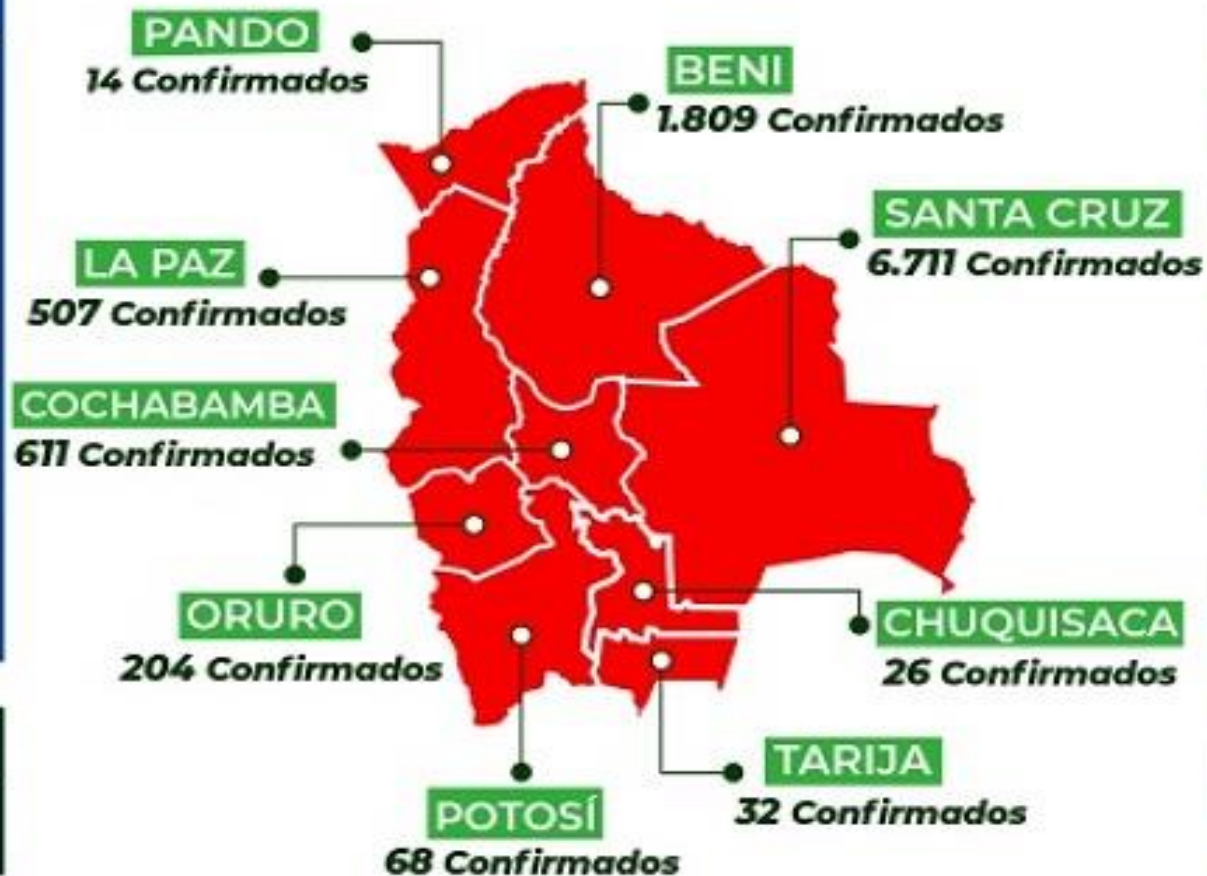 PANDO
14 Confirmados
BENI
1.809 Confirmados
SANTA CRUZ
6.711 Confirmados
LA PAZ
507 Confirmados
COCHABAMBA
611 Confirmados
ORURO
204 Confirmados
CHUQUISACA
26 Confirmados
TARIJA
32 Confirmados
POTOSÍ
68 Confirmados